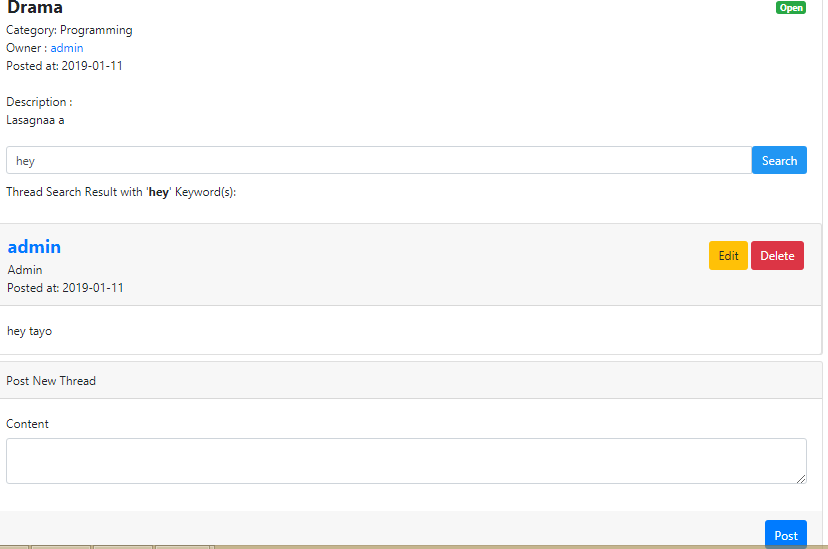 Drama Open
Category: Programming
Owner : admin
Posted at: 2019-01-11
Description :
Lasagnaa a
hey Search
Thread Search Result with 'hey' Keyword(s):
admin Edit Delete
Admin
Posted at: 2019-01-11
hey tayo
Post New Thread
Content
Post